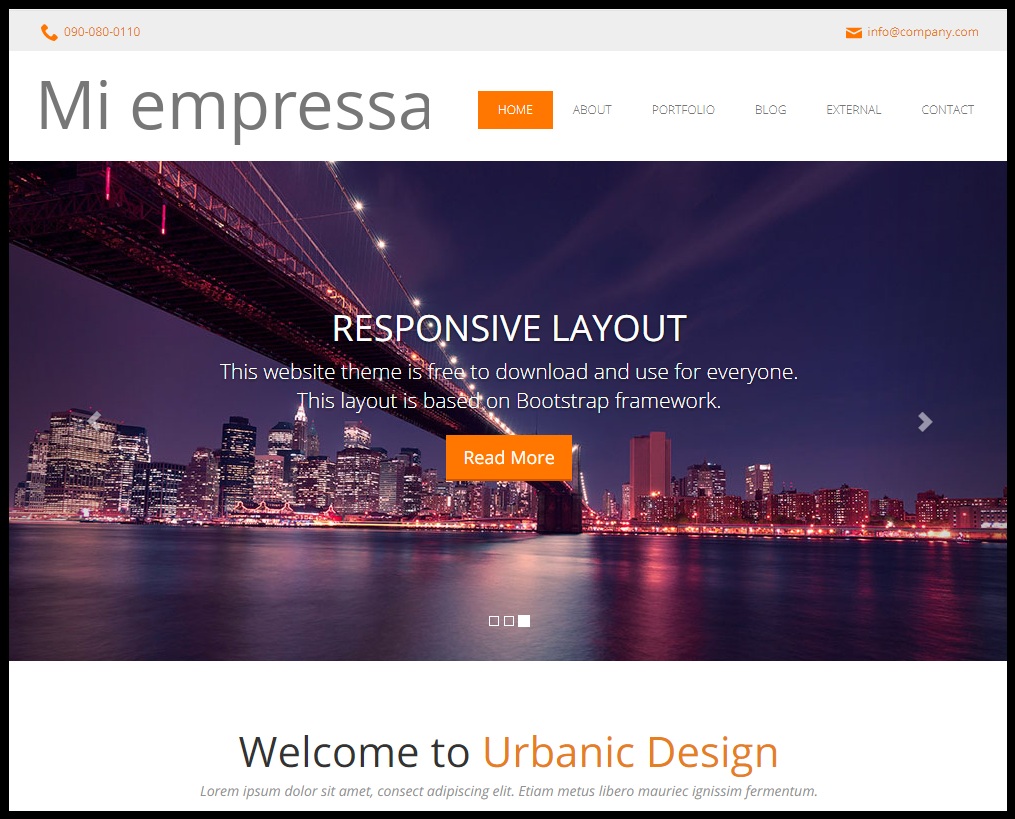 090-080-0110
info@company.com
Mi empressa
HOME ABOUT PORTFOLIO BLOG EXTERNAL CONTACT
RESPONSIVE LAYOUT
This website theme is free to download and use for everyone.
This layout is based on Bootstrap framework.
Read More
Welcome to Urbanic Design
Lorem ipsum dolor sit amet, consect adipiscing elit. Etiam metus libero mauriec ignissim fermentum.